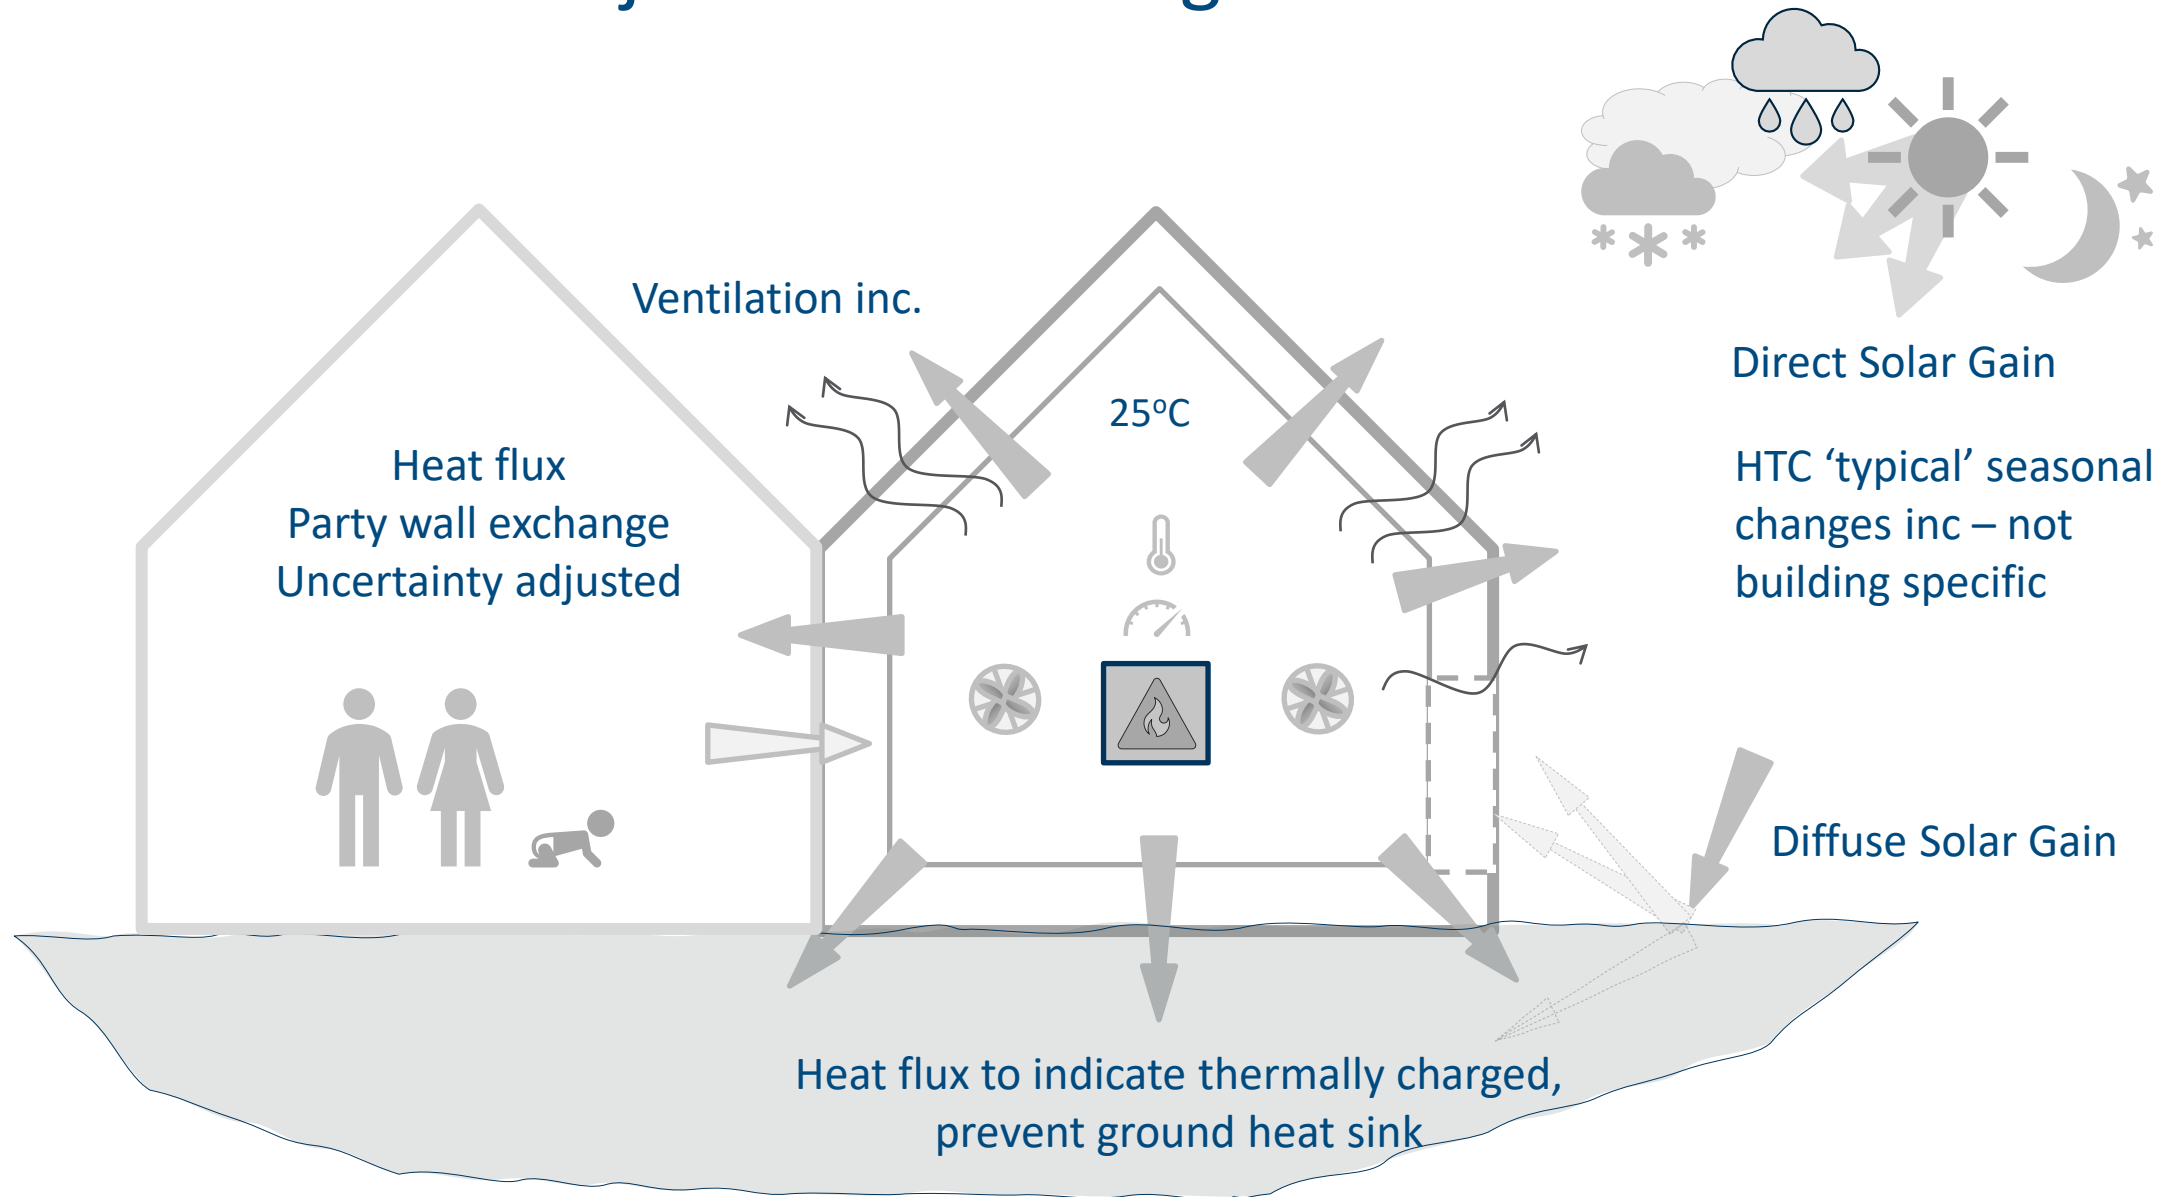 Ventilation inc.
25°C
Direct Solar Gain
Heat flux
Party wall exchange
Uncertainty adjusted
HTC ‘typical’ seasonal
changes inc – not
building specific
Diffuse Solar Gain
Heat flux to indicate thermally charged,
prevent ground heat sink